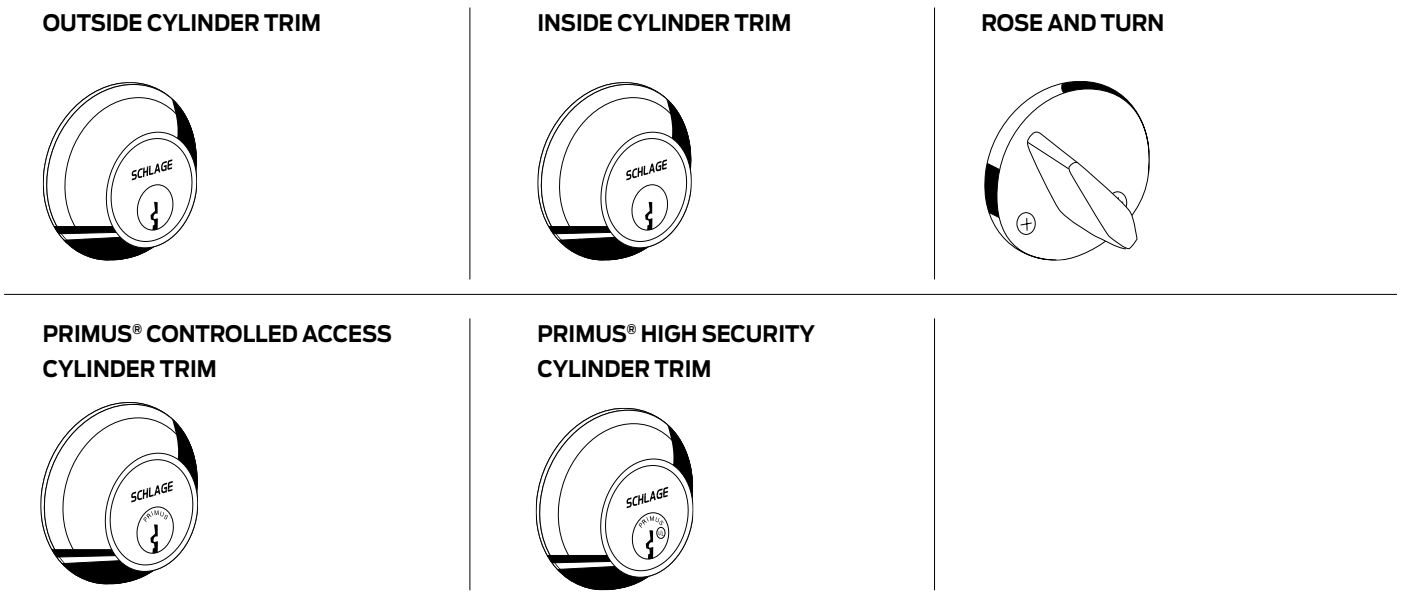 OUTSIDE CYLINDER TRIM
INSIDE CYLINDER TRIM
ROSE AND TURN
SCHLAGE
SCHLAGE
PRIMUS® CONTROLLED ACCESS
CYLINDER TRIM
PRIMUS® HIGH SECURITY
CYLINDER TRIM
SCHLAGE
PRIMUS
SCHLAGE
PRIMUS